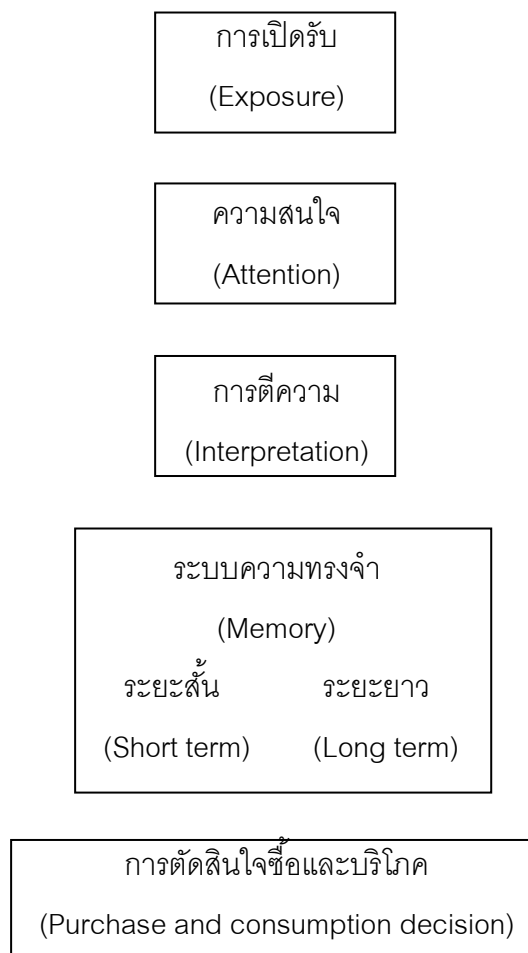 การเปิดรับ
(Exposure)
ความสนใจ
(Attention)
การตีความ
(Interpretation)
ระบบความทรงจำ
(Memory)
ระยะสั้น ระยะยาว
(Short term) (Long term)
การตัดสินใจซื้อและบริโภค
(Purchase and consumption decision)